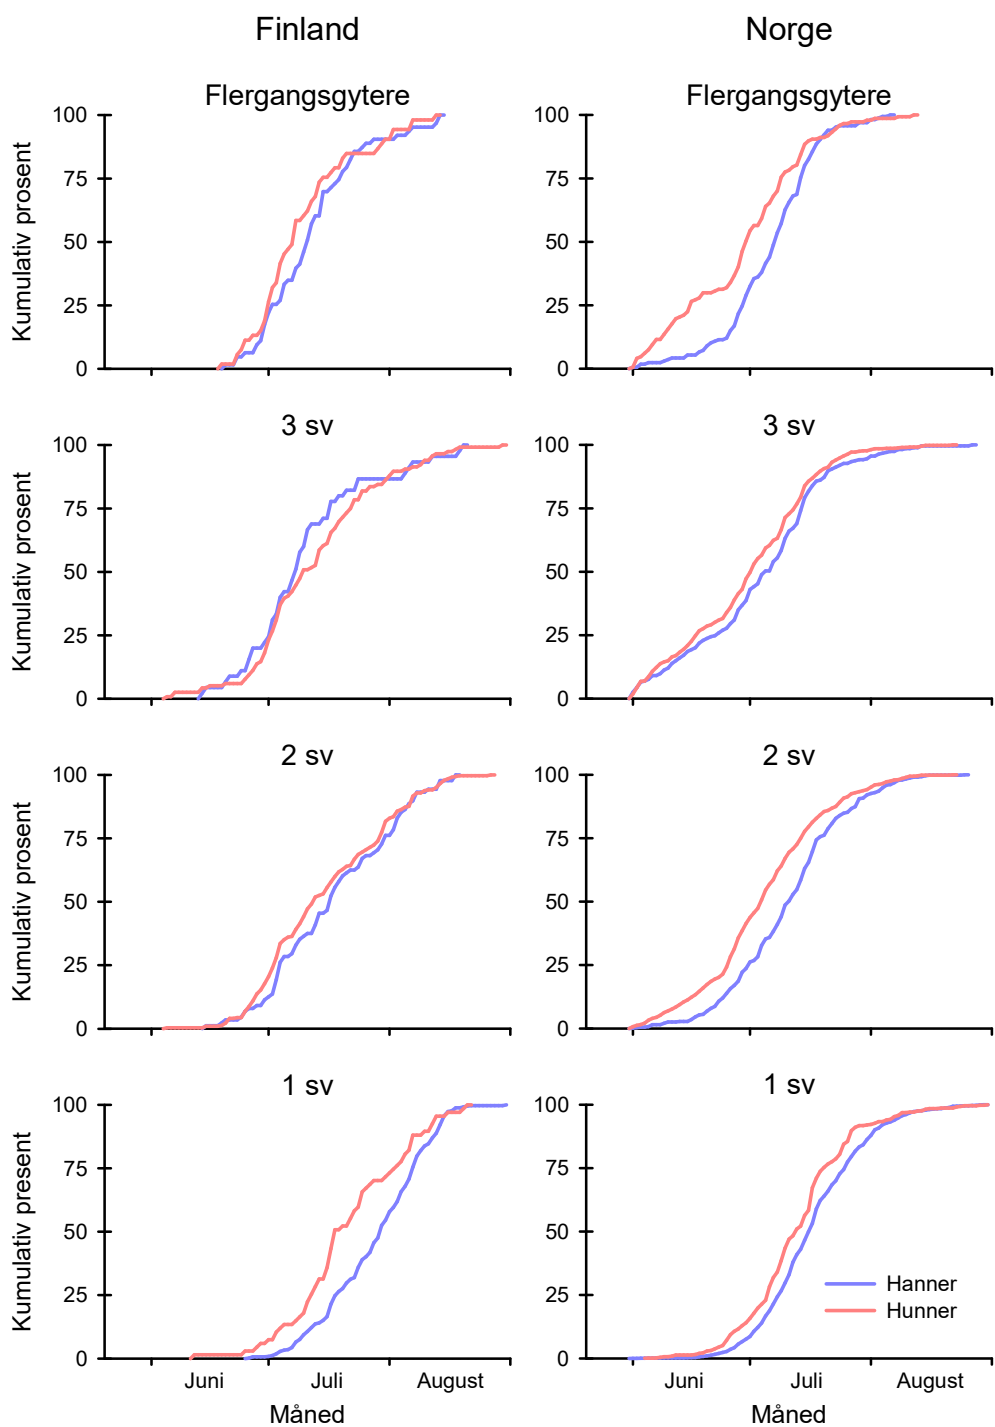 Finland
Norge
Flergangsgytere
Flergangsgytere
Kumulativ prosent
100
75
50
25
0
100
75
50
25
0
3 sv
3 sv
Kumulativ prosent
100
75
50
25
0
100
75
50
25
0
2 sv
2 sv
Kumulativ prosent
100
75
50
25
0
100
75
50
25
0
1 sv
1 sv
Kumulativ present
100
75
50
25
0
100
75
50
25
0
Hanner
Hunner
Juni Juli August
Juni Juli August
Måned
Måned